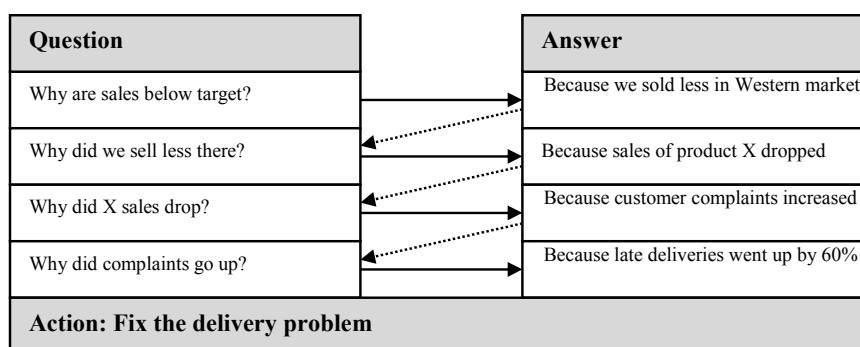 Question
Answer
Why are sales below target?
Because we sold less in Western market
Why did we sell less there?
Because sales of product X dropped
Why did X sales drop?
Because customer complaints increased
Why did complaints go up?
Because late deliveries went up by 60%
Action: Fix the delivery problem